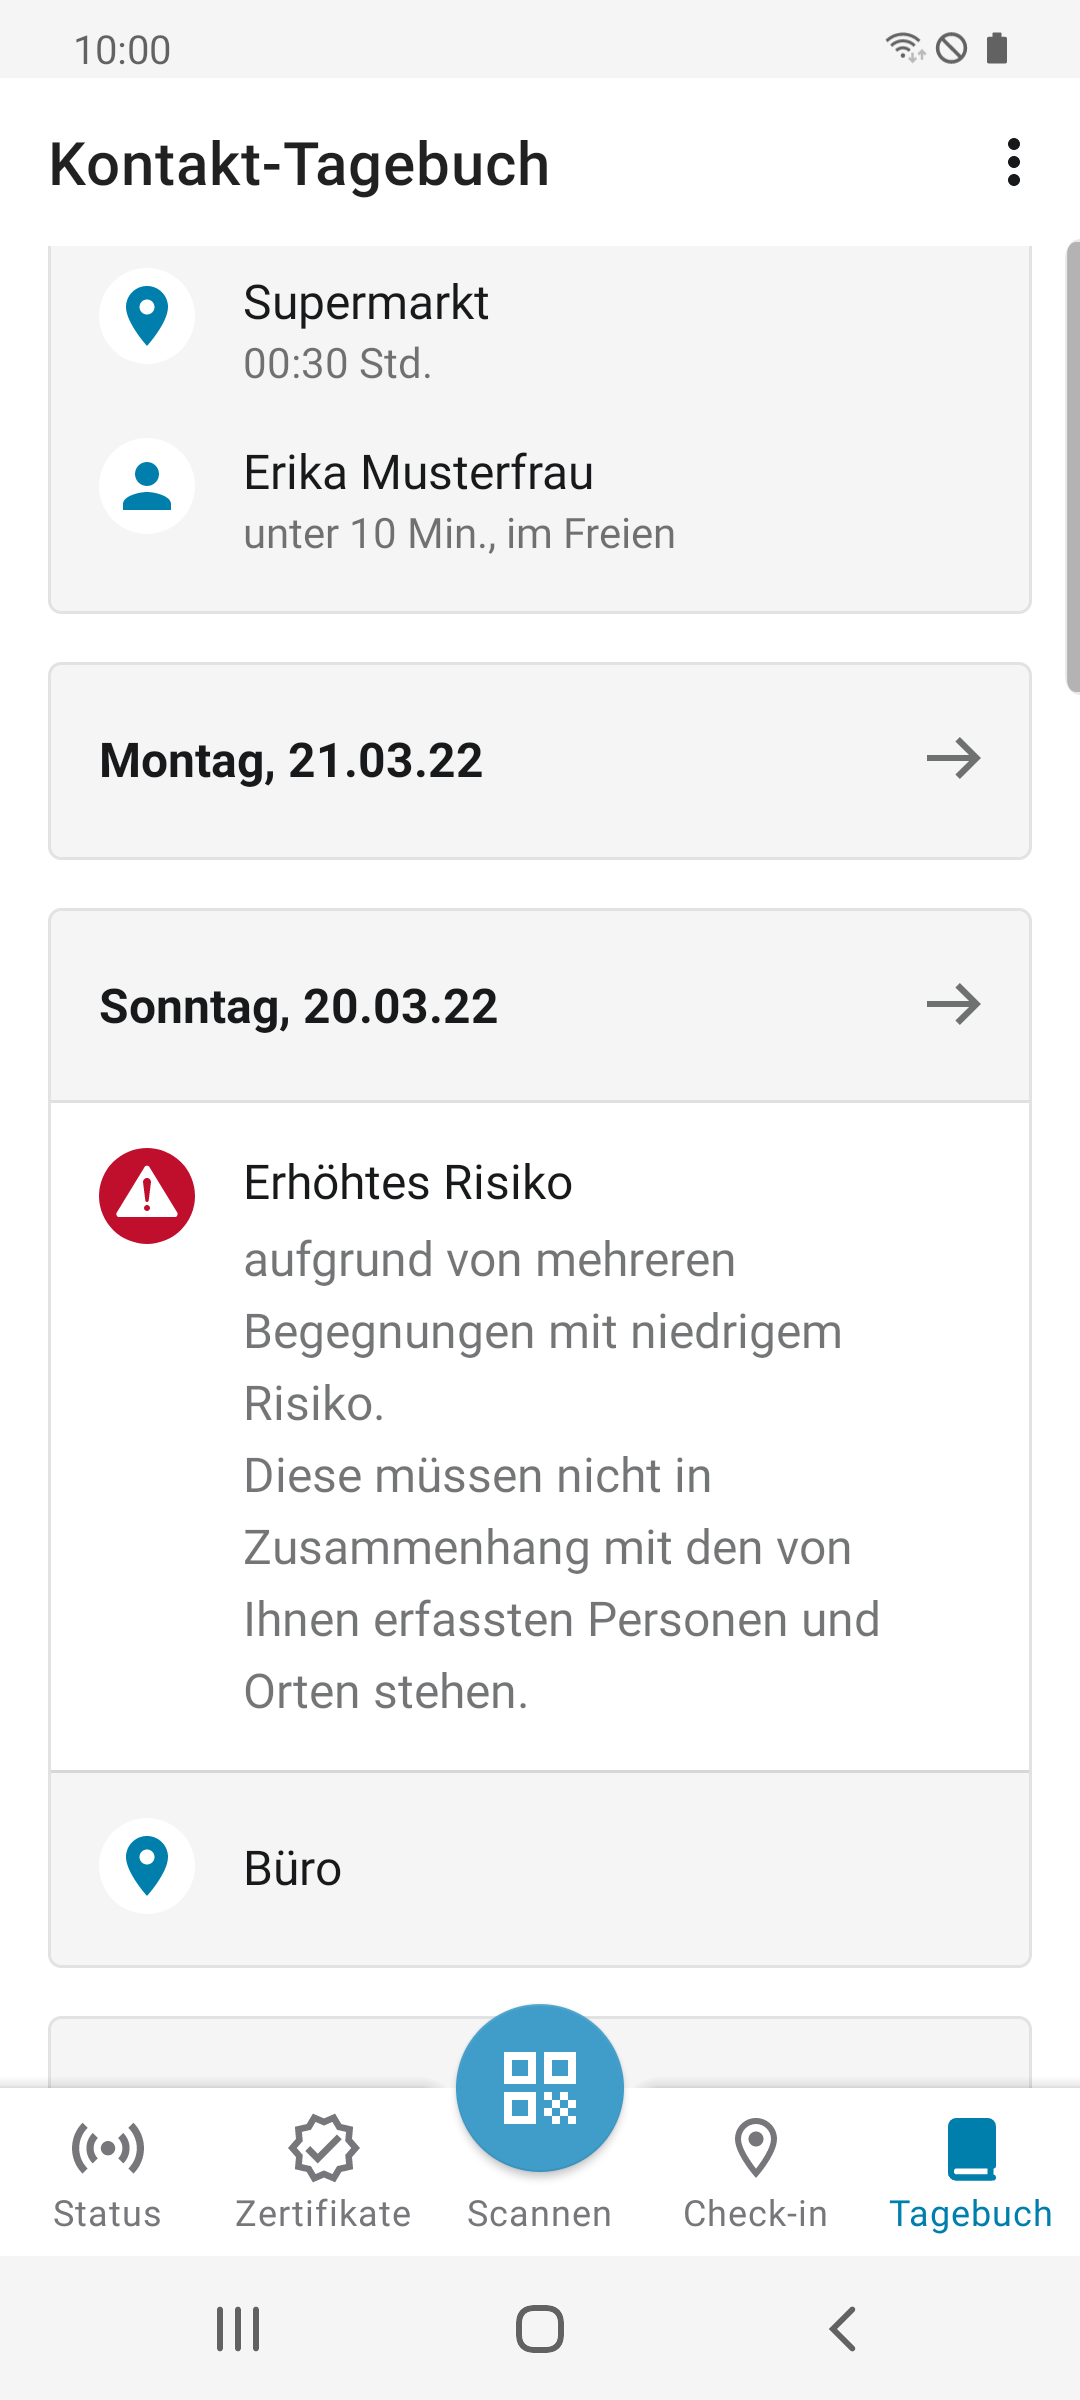 10:00
Kontakt-Tagebuch
Supermarkt
00:30 Std.
Erika Musterfrau
unter 10 Min., im Freien
Montag, 21.03.22
Sonntag, 20.03.22
Erhöhtes Risiko
aufgrund von mehreren
Begegnungen mit niedrigem
Risiko.
Diese müssen nicht in
Zusammenhang mit den von
Ihnen erfassten Personen und
Orten stehen.
Büro
Status
Zertifikate
Scannen
Check-in
Tagebuch